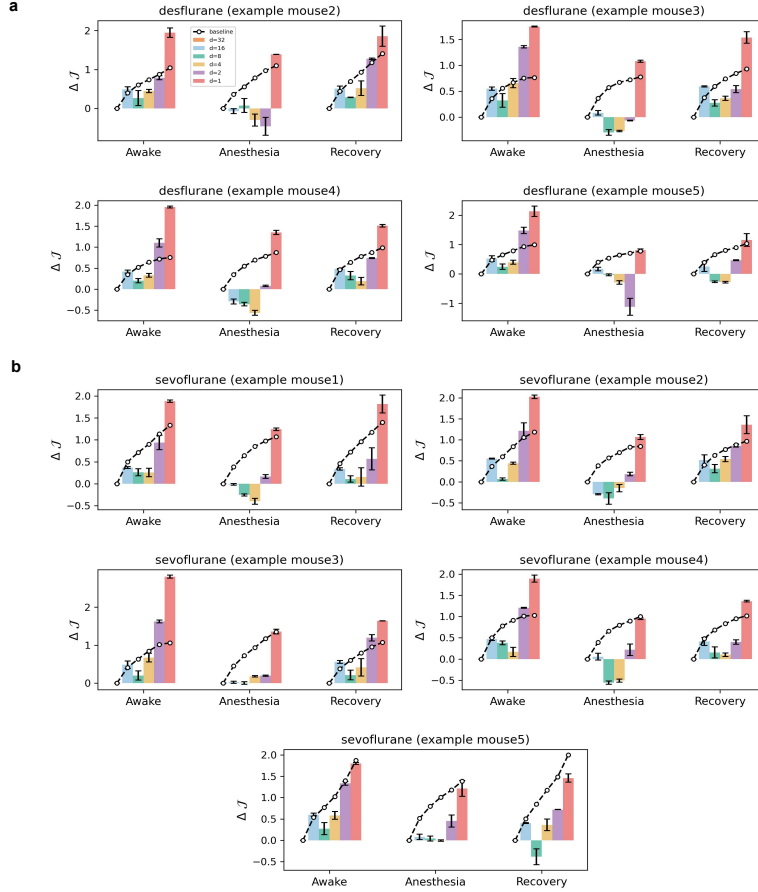 a
desflurane (example mouse2)
desflurane (example mouse3)
Δ 𝒥
2
1
0
baseline
d=32
d=16
d=8
d=4
d=2
d=1
Awake
Anesthesia
Recovery
Δ 𝒥
1.5
1.0
0.5
0.0
Awake
Anesthesia
Recovery
desflurane (example mouse4)
desflurane (example mouse5)
Δ 𝒥
2.0
1.5
1.0
0.5
0.0
−0.5
Awake
Anesthesia
Recovery
Δ 𝒥
2
1
0
−1
Awake
Anesthesia
Recovery
b
sevoflurane (example mouse1)
sevoflurane (example mouse2)
Δ 𝒥
2.0
1.5
1.0
0.5
0.0
−0.5
Awake
Anesthesia
Recovery
Δ 𝒥
2.0
1.5
1.0
0.5
0.0
−0.5
Awake
Anesthesia
Recovery
sevoflurane (example mouse3)
sevoflurane (example mouse4)
Δ 𝒥
2
1
0
Awake
Anesthesia
Recovery
Δ 𝒥
2.0
1.5
1.0
0.5
0.0
−0.5
Awake
Anesthesia
Recovery
sevoflurane (example mouse5)
Δ 𝒥
2.0
1.5
1.0
0.5
0.0
−0.5
Awake
Anesthesia
Recovery